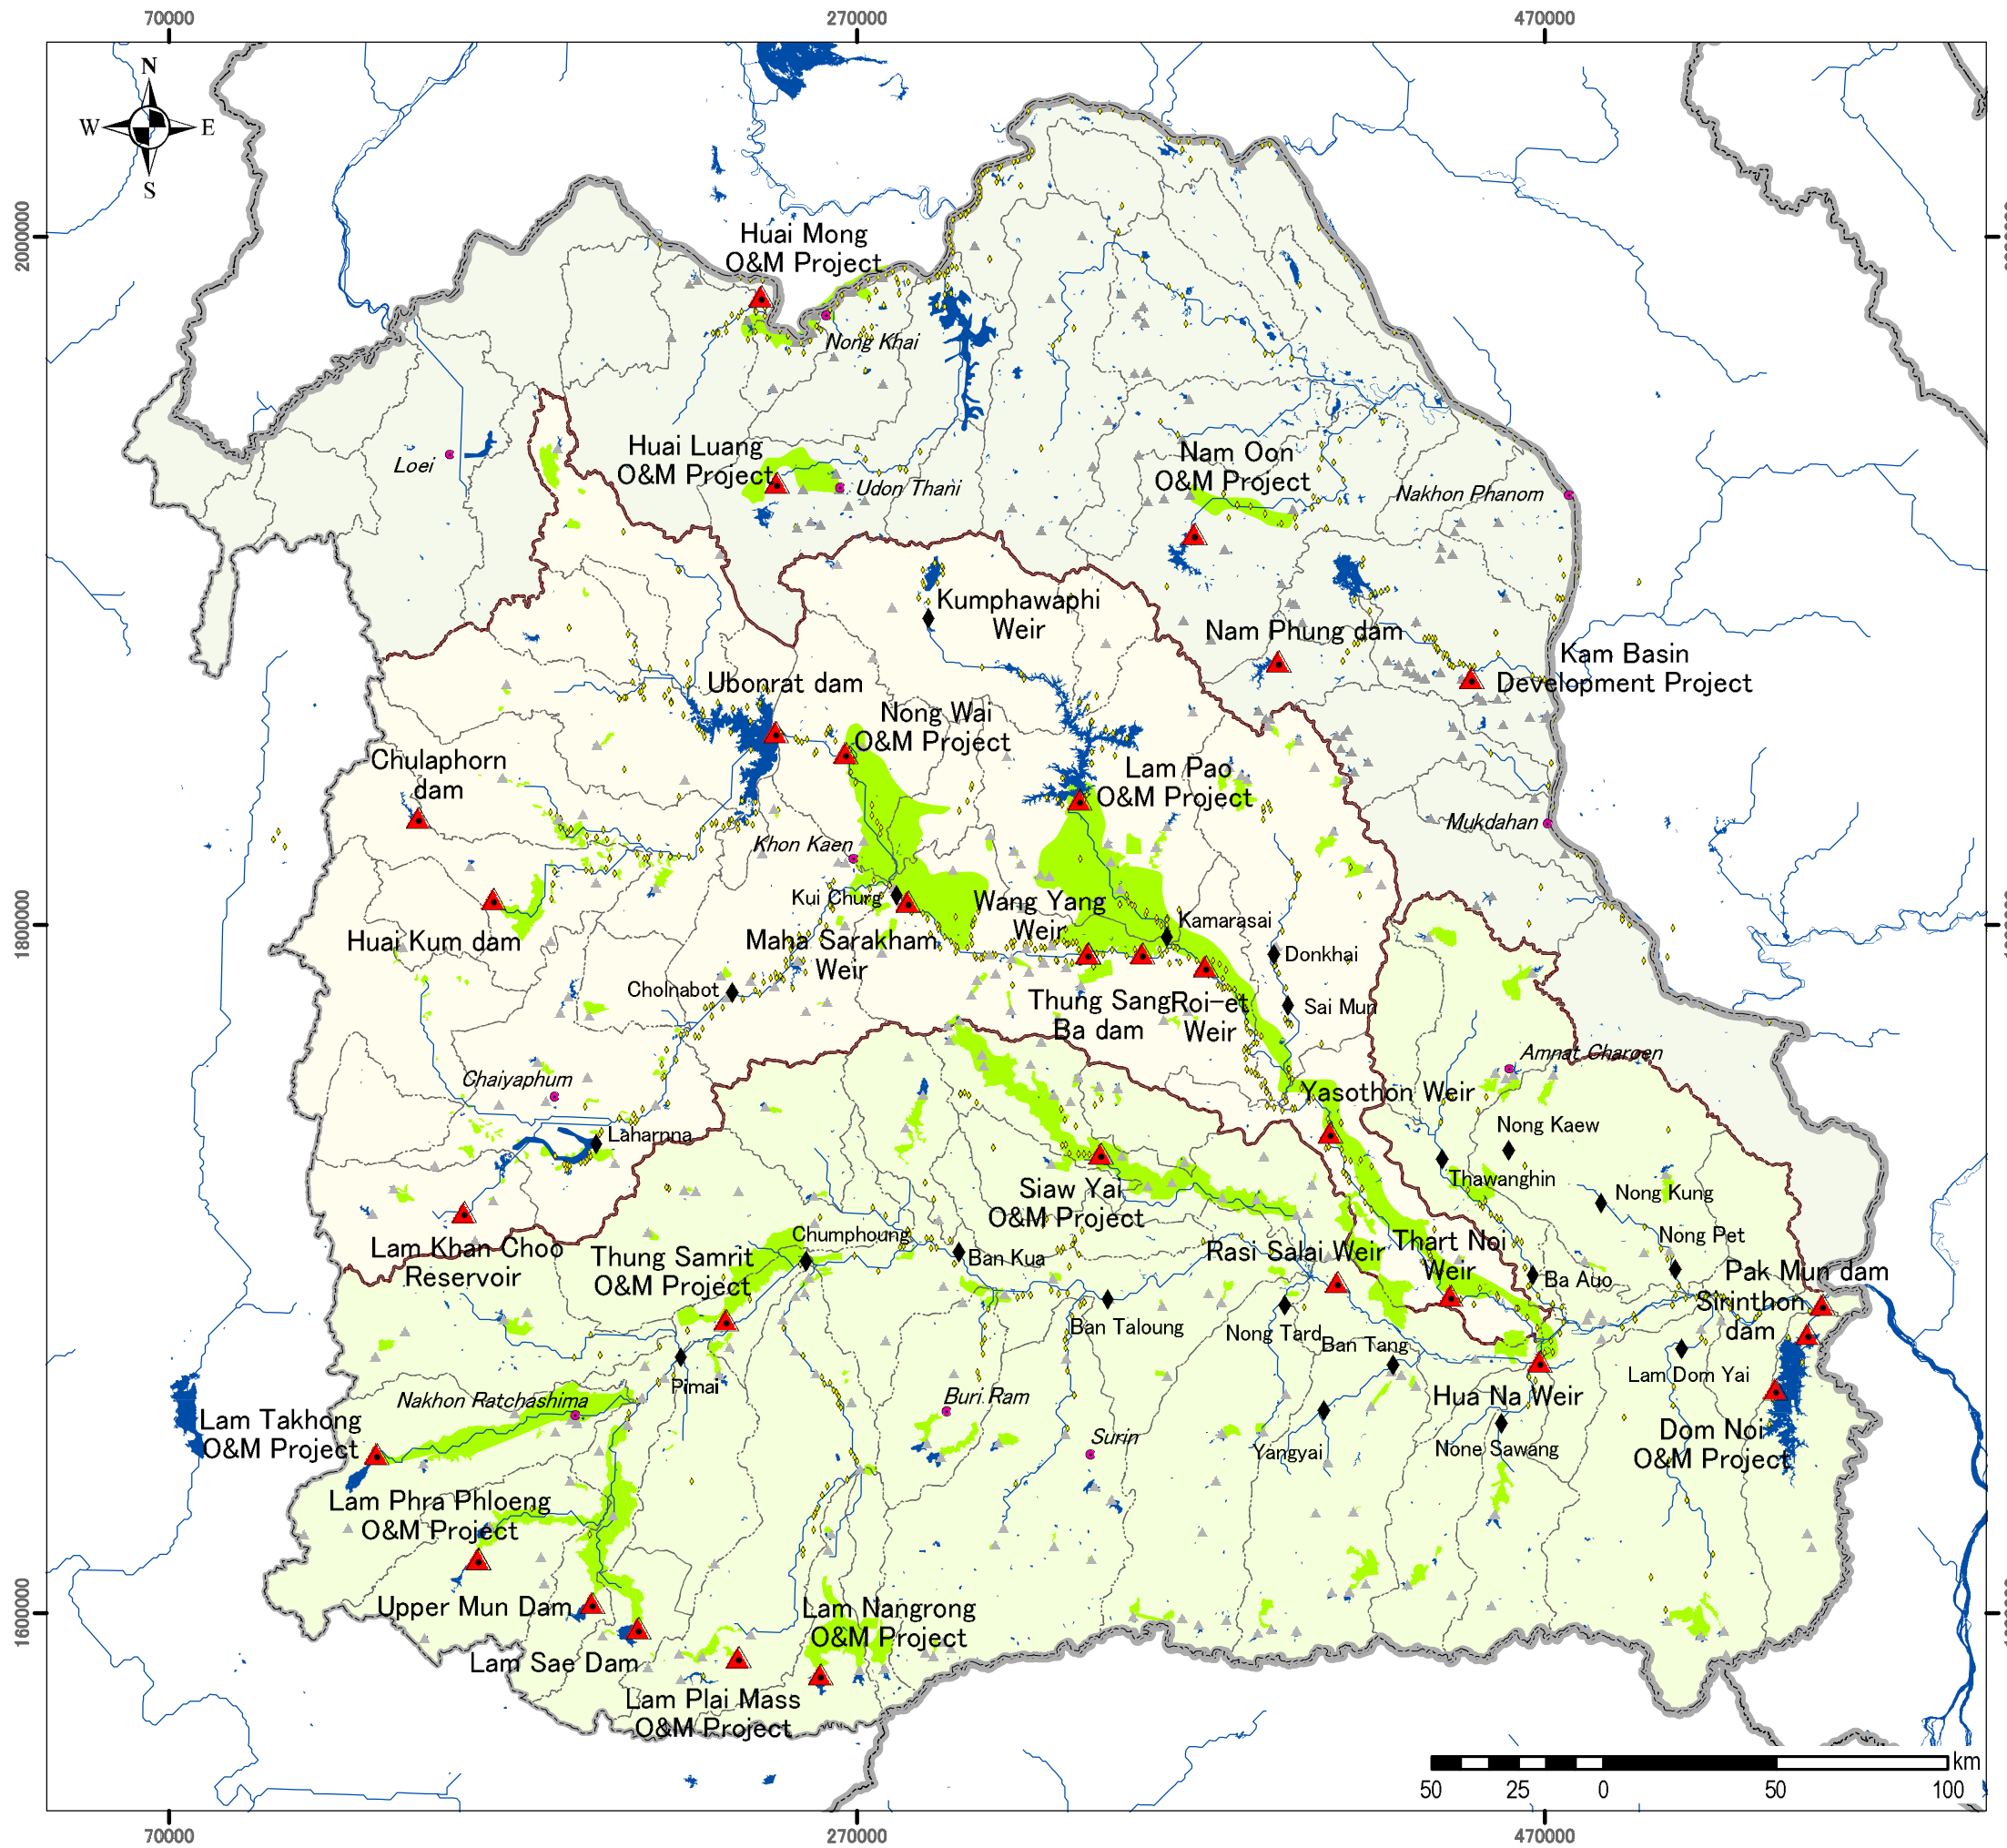 70000
270000
470000
N
W
E
S
2000000
Huai Mong
O&M Project
Nong Khai
Loei
Huai Luang
O&M Project
Udon Thani
Nam Oon
O&M Project
Nakhon Phanom
Kumphawaphi
Weir
Nam Phung dam
Kam Basin
Development Project
Ubonrat dam
Nong Wai
O&M Project
Chulaphorn
dam
Lam Pao
O&M Project
Mukdahan
Khon Kaen
Kui Churg
Wang Yang
Weir
Kamarasai
1800000
Huai Kum dam
Maha Sarakham
Weir
Donkhai
Cholnabot
Thung Sang
Ba dam
Roi-et
Weir
Sai Mun
Amnat Charoen
Chaiyaphum
Yasothon Weir
Laharnna
Nong Kaew
Thawanghin
Siaw Yai
O&M Project
Nong Kung
Nong Pet
Lam Khan Choo
Reservoir
Thung Samrit
O&M Project
Chumphoung
Ban Kua
Rasi Salai Weir
Thart Noi
Weir
Ba Auo
Pak Mun dam
Sirinthon
dam
Ban Taloung
Nong Tard
Ban Tang
Pimai
Lam Dom Yai
Nakhon Ratchashima
Buri Ram
Hua Na Weir
Lam Takhong
O&M Project
Surin
Yangyai
None Sawang
Dom Noi
O&M Project
Lam Phra Phloeng
O&M Project
Upper Mun Dam
Lam Nangrong
O&M Project
1600000
Lam Sae Dam
Lam Plai Mass
O&M Project
km
50
25
0
50
100
70000
270000
470000